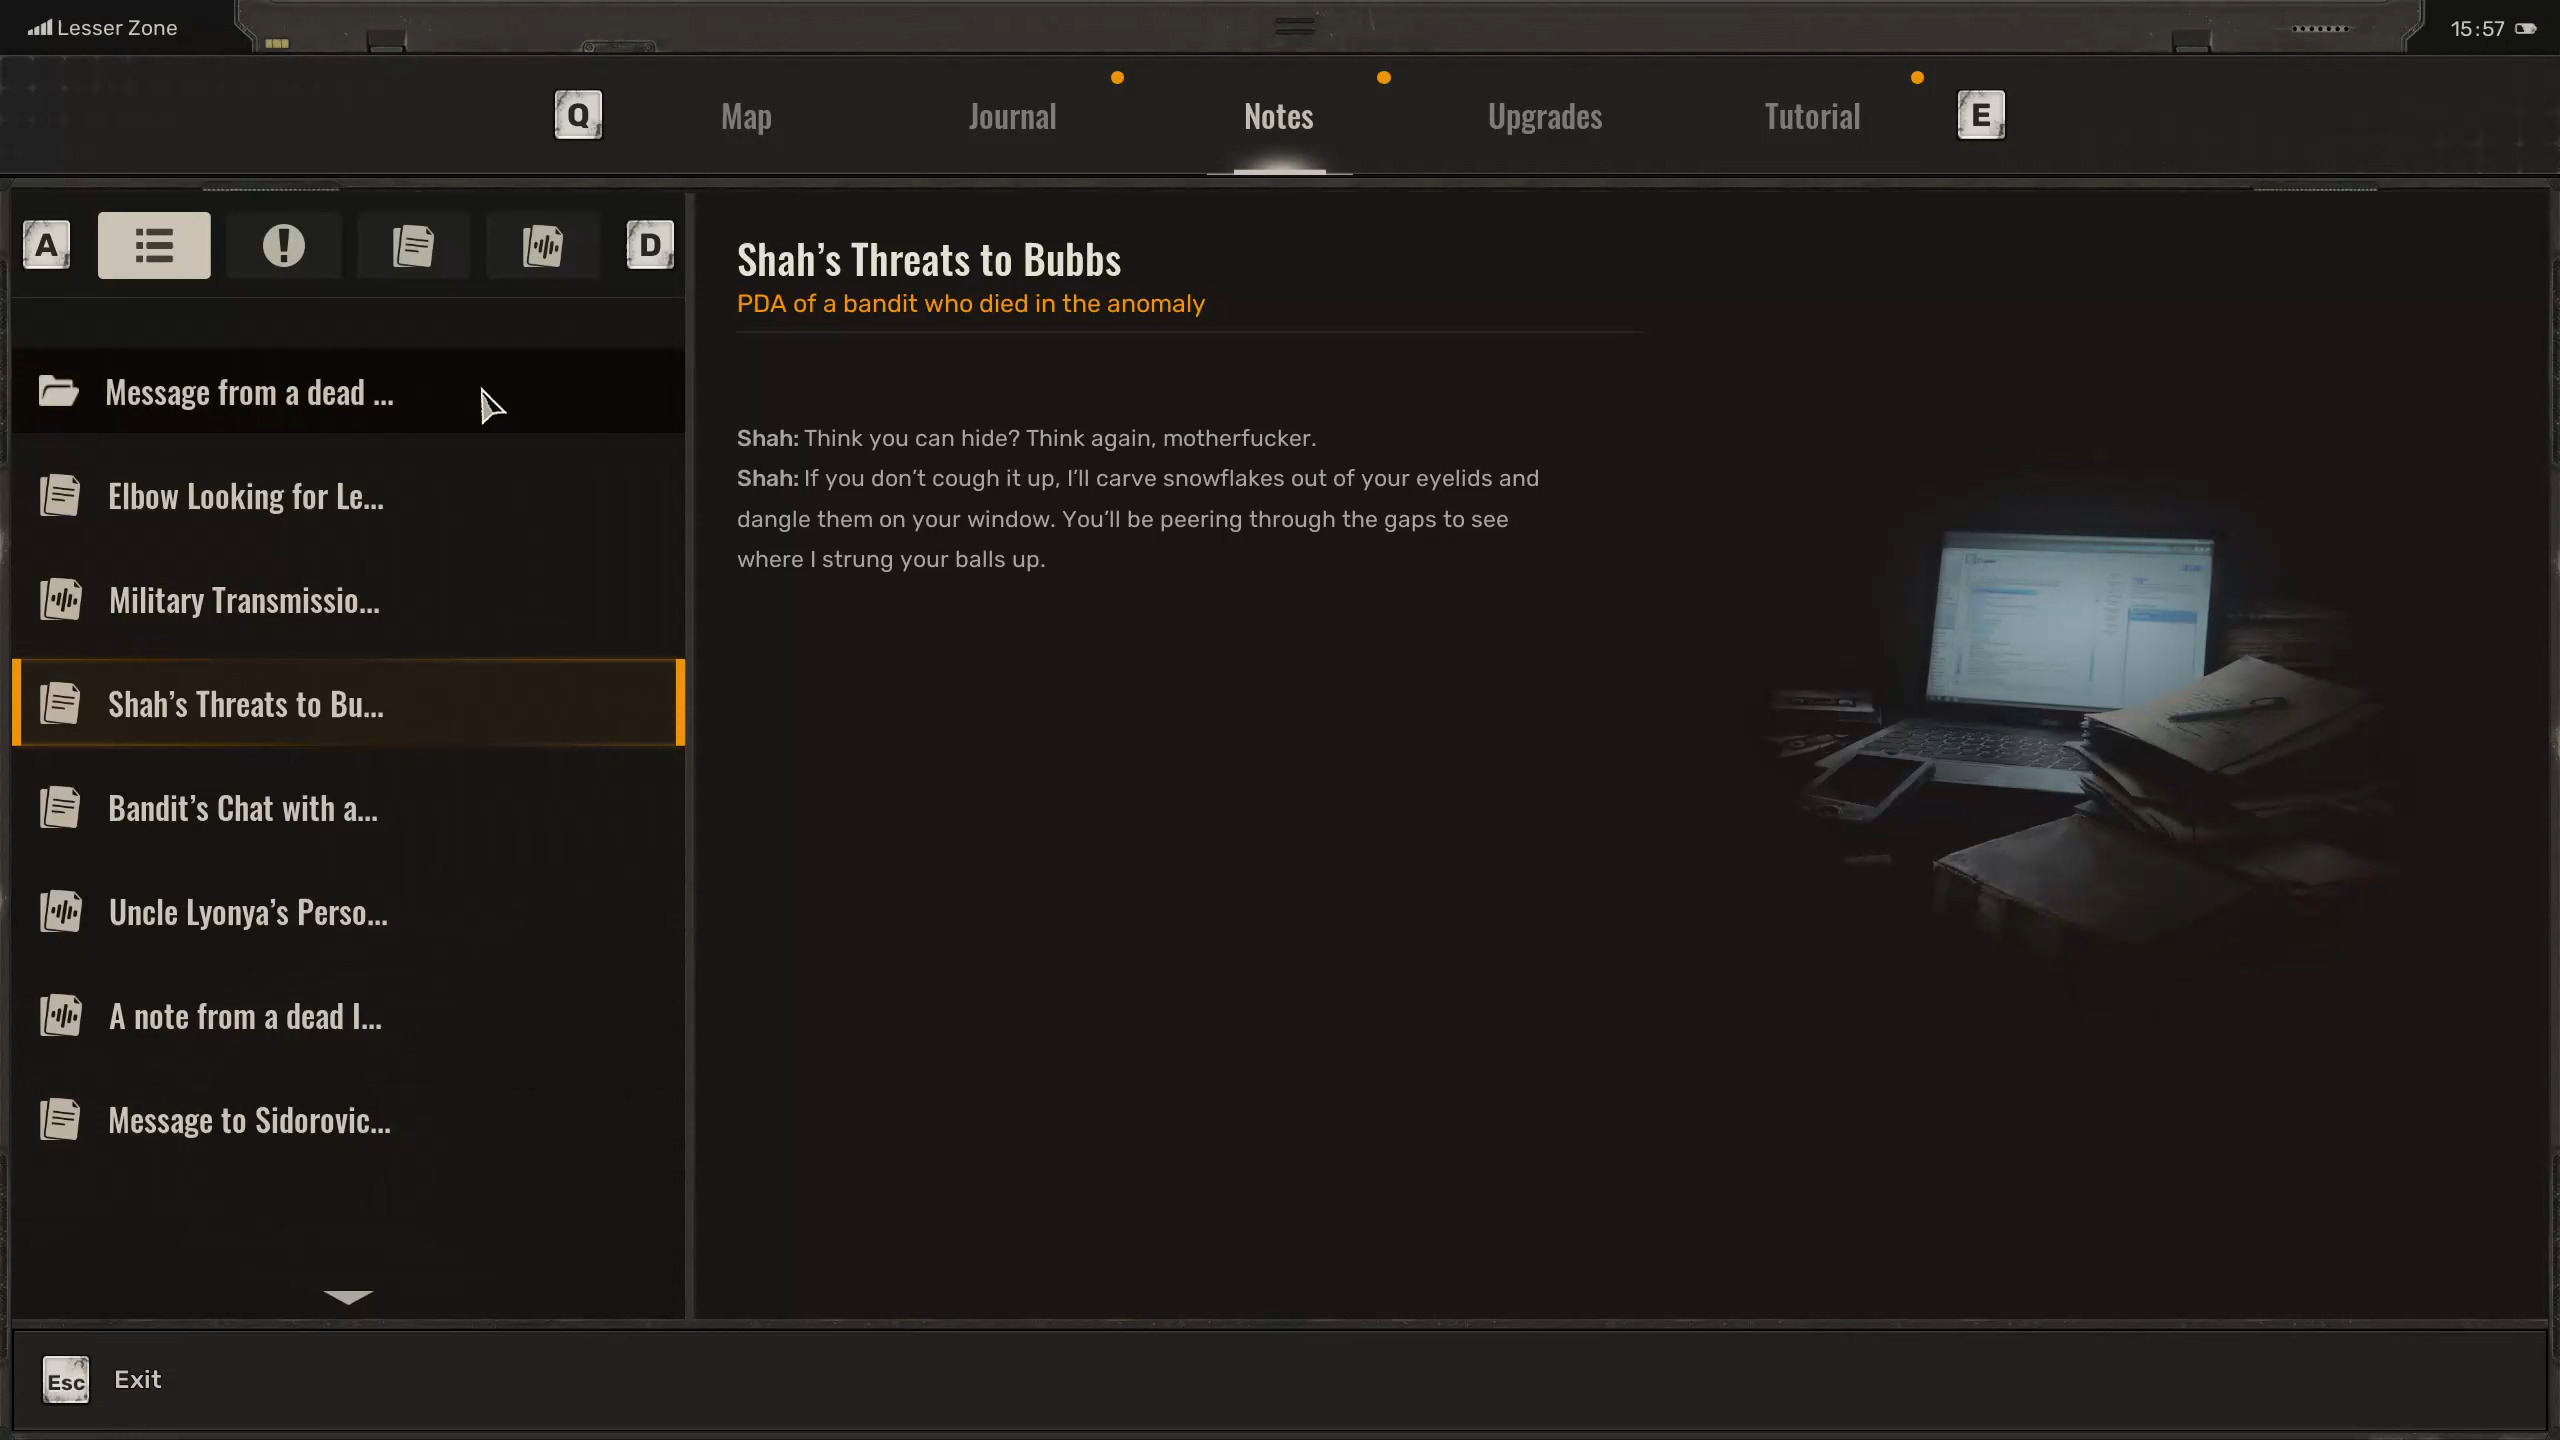 Lesser Zone
15:57
Q
Map
Journal
Notes
Upgrades
Tutorial
E
A
D
Message from a dead ...
Elbow Looking for Le...
Military Transmissio...
Shah's Threats to Bu...
Bandit's Chat with a...
Uncle Lyonya's Perso...
A note from a dead l...
Message to Sidorovic...
Shah's Threats to Bubbs
PDA of a bandit who died in the anomaly
Shah: Think you can hide? Think again, motherfucker.
Shah: If you don't cough it up, I'll carve snowflakes out of your eyelids and
dangle them on your window. You'll be peering through the gaps to see
where I strung your balls up.
Esc
Exit